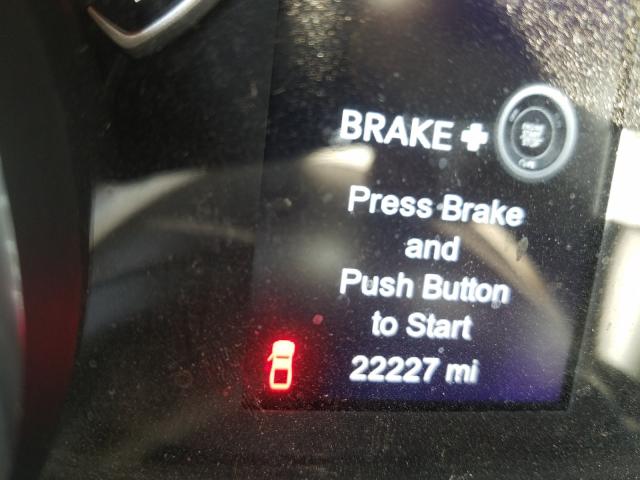 BRAKE +
Press Brake
and
Push Button
to Start
22227 mi